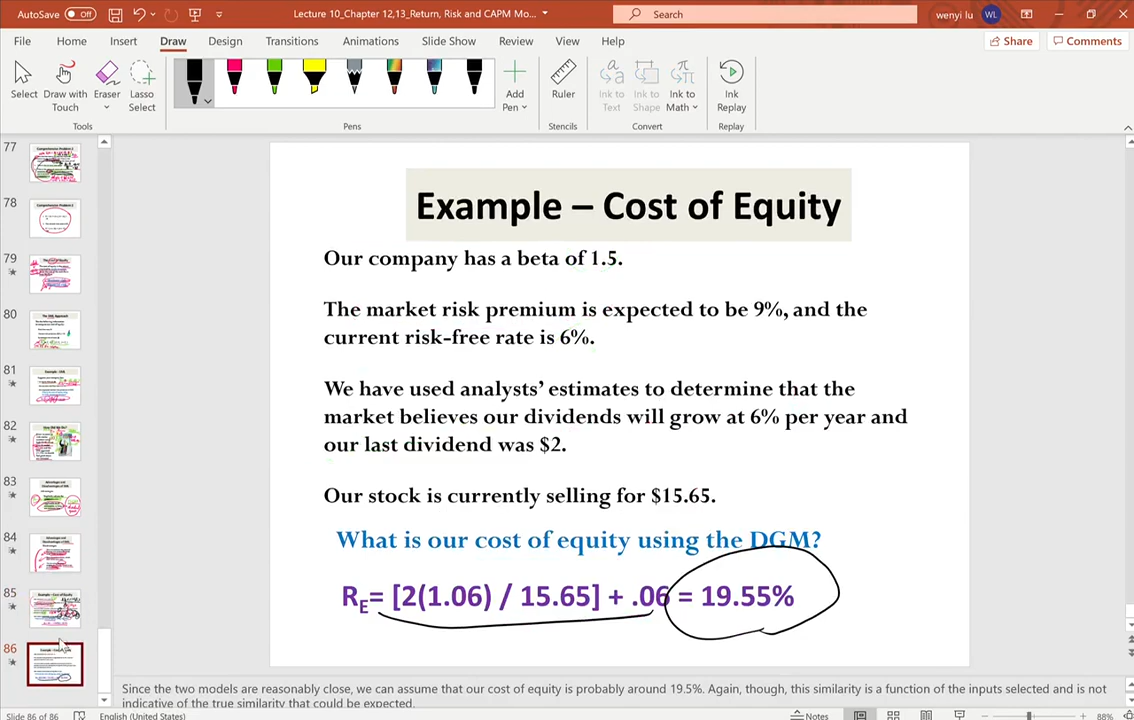 AutoSave Off Lecture 10_Chapter 12,13_Return, Risk and CAPM Mo... Search wenyi lu WL
File Home Insert Draw Design Transitions Animations Slide Show Review View Help Share Comments
Select Draw with Touch Eraser Lasso Select Add Pen Ruler Ink to Text Ink to Shape Ink to Math Ink Replay
Tools Pens Stencils Convert Replay
77
78
79
80
81
82
83
84
85
86
Example – Cost of Equity
Our company has a beta of 1.5.
The market risk premium is expected to be 9%, and the
current risk-free rate is 6%.
We have used analysts’ estimates to determine that the
market believes our dividends will grow at 6% per year and
our last dividend was $2.
Our stock is currently selling for $15.65.
What is our cost of equity using the DGM?
RE= [2(1.06) / 15.65] + .06 = 19.55%
Since the two models are reasonably close, we can assume that our cost of equity is probably around 19.5%. Again, though, this similarity is a function of the inputs selected and is not
indicative of the true similarity that could be expected.
Slide 86 of 86 English (United States) Notes 88%